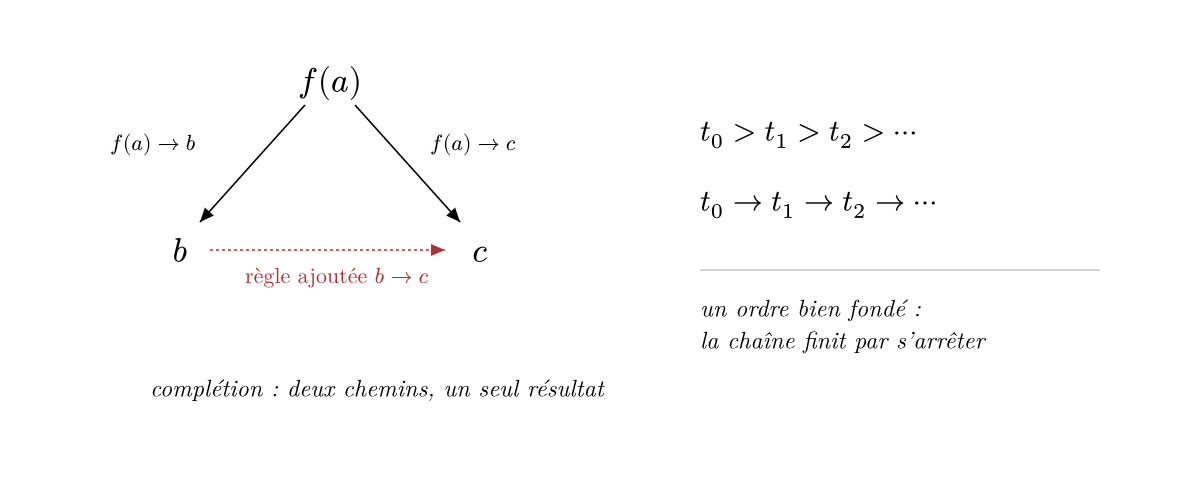 f(a)
f(a) → b
f(a) → c
b
c
règle ajoutée b → c
complétion : deux chemins, un seul résultat
t₀ > t₁ > t₂ > ···
t₀ → t₁ → t₂ → ···
un ordre bien fondé :
la chaîne finit par s’arrêter